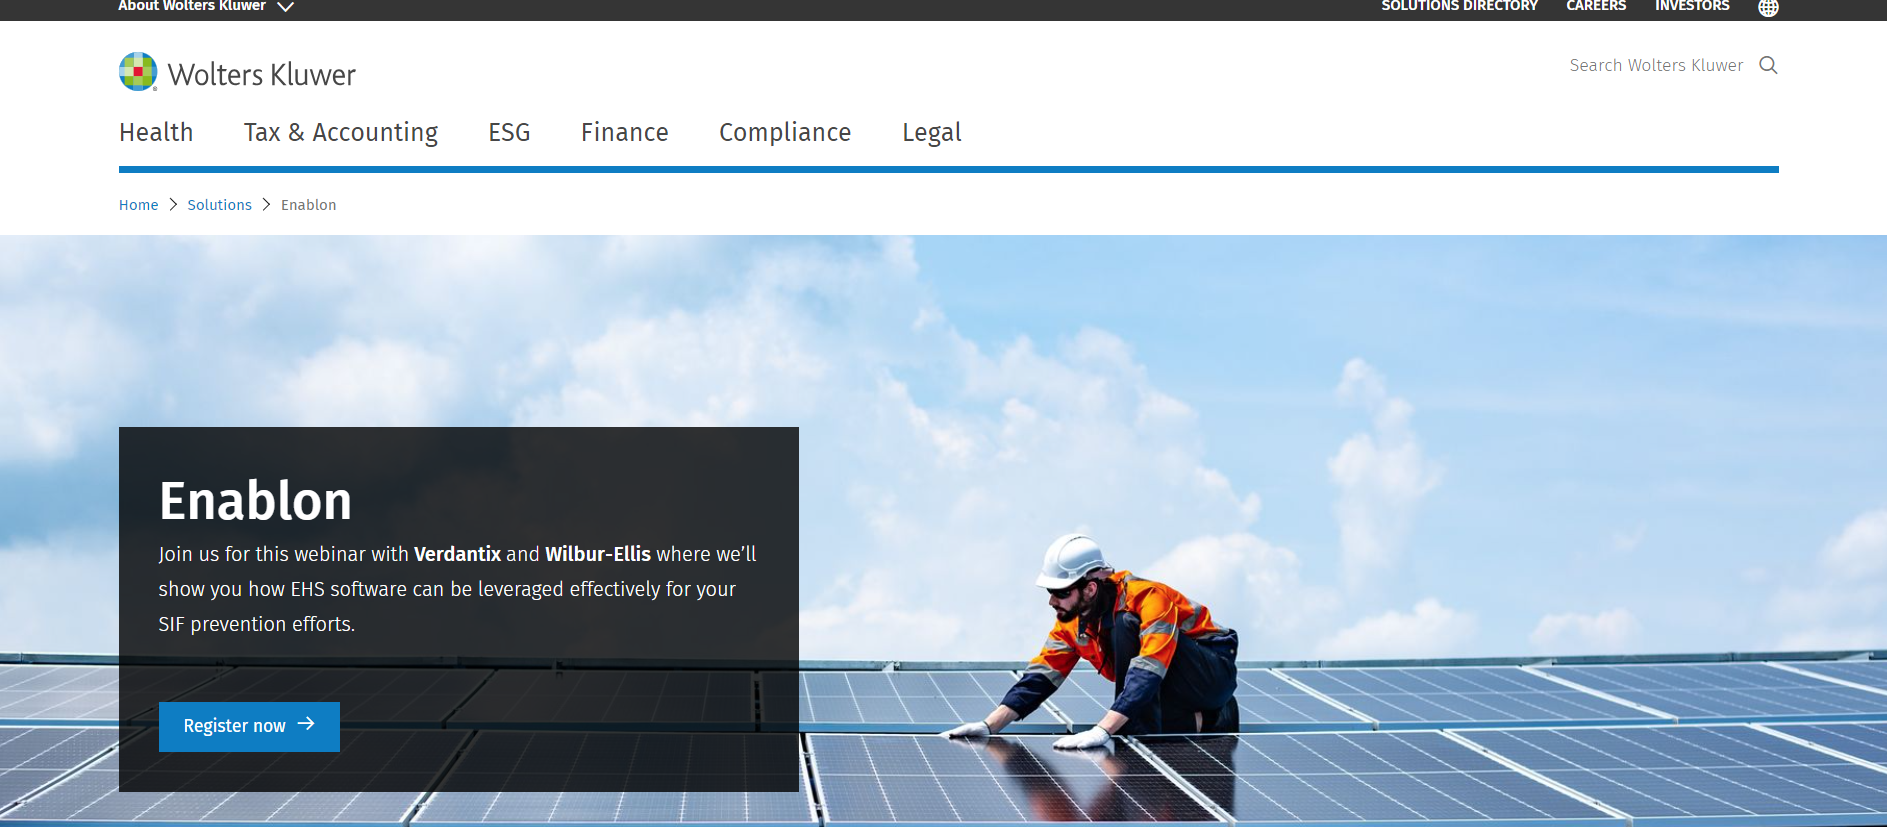 About Wolters Kluwer
SOLUTIONS DIRECTORY
CAREERS
INVESTORS
Wolters Kluwer
Search Wolters Kluwer
Health
Tax & Accounting
ESG
Finance
Compliance
Legal
Home > Solutions > Enablon
Enablon
Join us for this webinar with Verdantix and Wilbur-Ellis where we’ll
show you how EHS software can be leveraged effectively for your
SIF prevention efforts.
Register now →